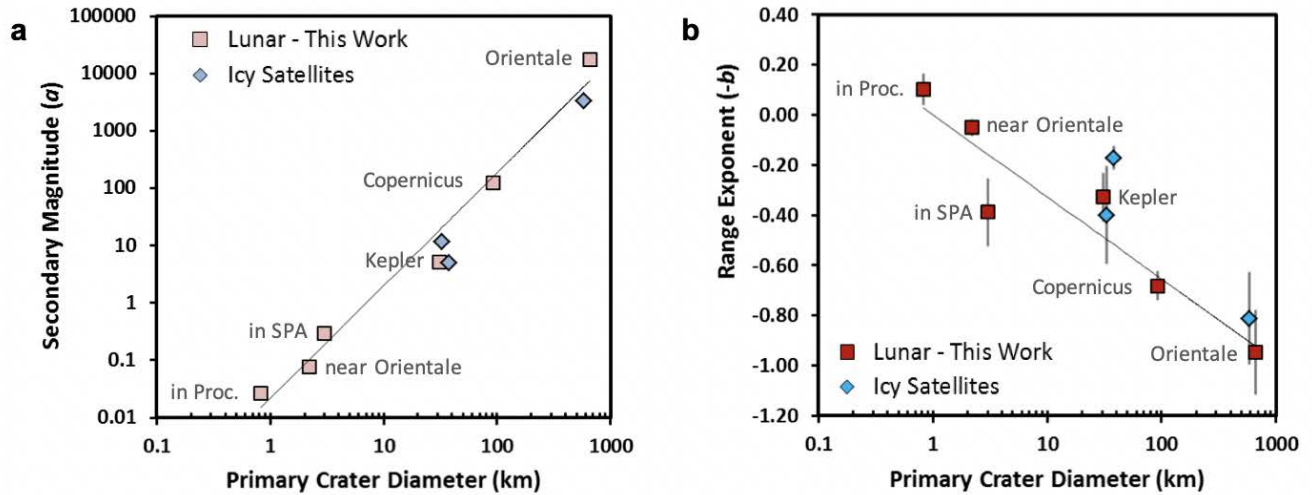 a
100000
10000
1000
100
10
1
0.1
0.01
Secondary Magnitude (a)
Lunar - This Work
Icy Satellites
Orientale
Copernicus
Kepler
in SPA
near Orientale
in Proc.
0.1 1 10 100 1000
Primary Crater Diameter (km)
b
0.40
0.20
0.00
-0.20
-0.40
-0.60
-0.80
-1.00
-1.20
Range Exponent (-b)
in Proc.
near Orientale
in SPA
Kepler
Copernicus
Orientale
Lunar - This Work
Icy Satellites
0.1 1 10 100 1000
Primary Crater Diameter (km)